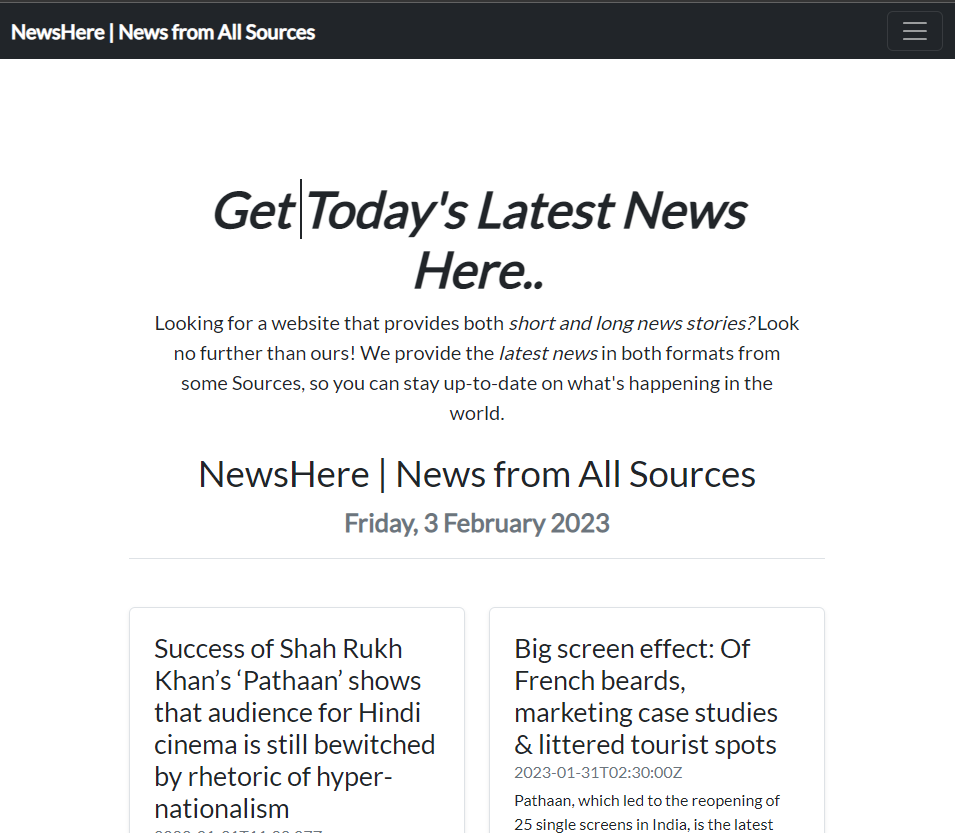 NewsHere | News from All Sources
Get Today's Latest News
Here..
Looking for a website that provides both short and long news stories? Look
no further than ours! We provide the latest news in both formats from
some Sources, so you can stay up-to-date on what's happening in the
world.
NewsHere | News from All Sources
Friday, 3 February 2023
Success of Shah Rukh
Khan’s ‘Pathaan’ shows
that audience for Hindi
cinema is still bewitched
by rhetoric of hyper-
nationalism
Big screen effect: Of
French beards,
marketing case studies
& littered tourist spots
2023-01-31T02:30:00Z
Pathaan, which led to the reopening of
25 single screens in India, is the latest